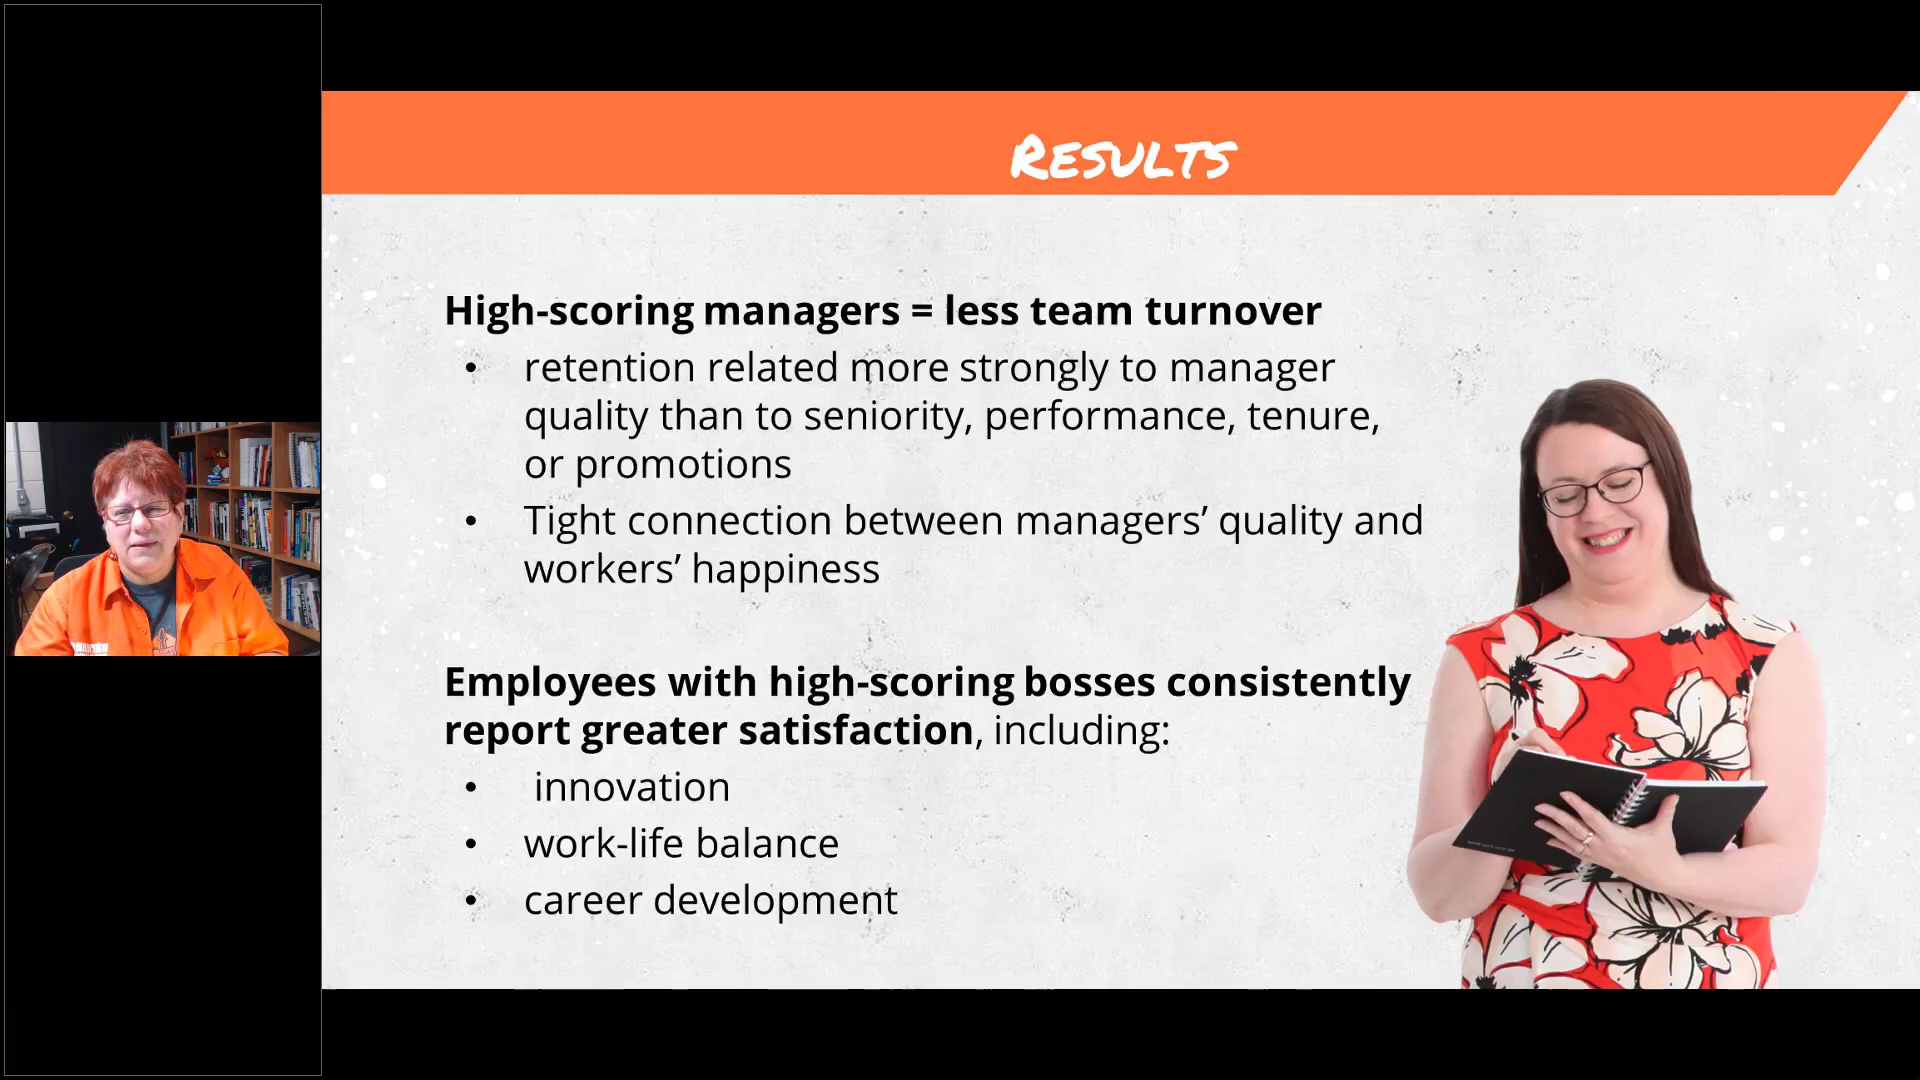 RESULTS
High-scoring managers = less team turnover
• retention related more strongly to manager
quality than to seniority, performance, tenure,
or promotions
• Tight connection between managers’ quality and
workers’ happiness
Employees with high-scoring bosses consistently
report greater satisfaction, including:
• innovation
• work-life balance
• career development